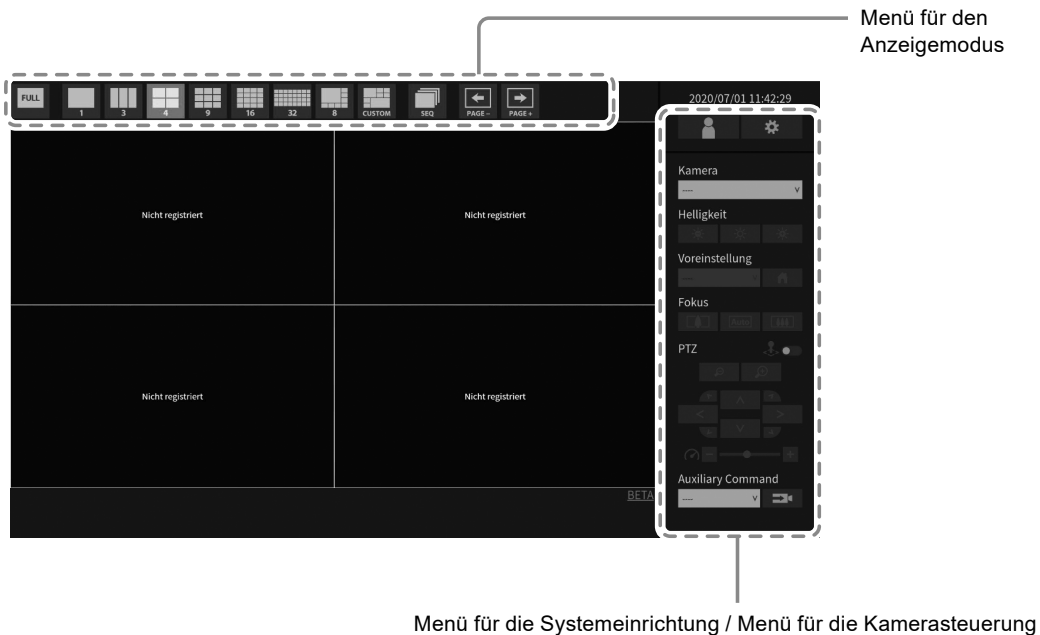 Menü für den
Anzeigemodus
FULL
1
3
4
9
16
32
8
CUSTOM
SEQ
PAGE −
PAGE +
2020/07/01 11:42:29
Kamera
----
Nicht registriert
Nicht registriert
Helligkeit
Voreinstellung
----
Fokus
Auto
PTZ
Nicht registriert
Nicht registriert
Auxiliary Command
----
BETA
Menü für die Systemeinrichtung / Menü für die Kamerasteuerung